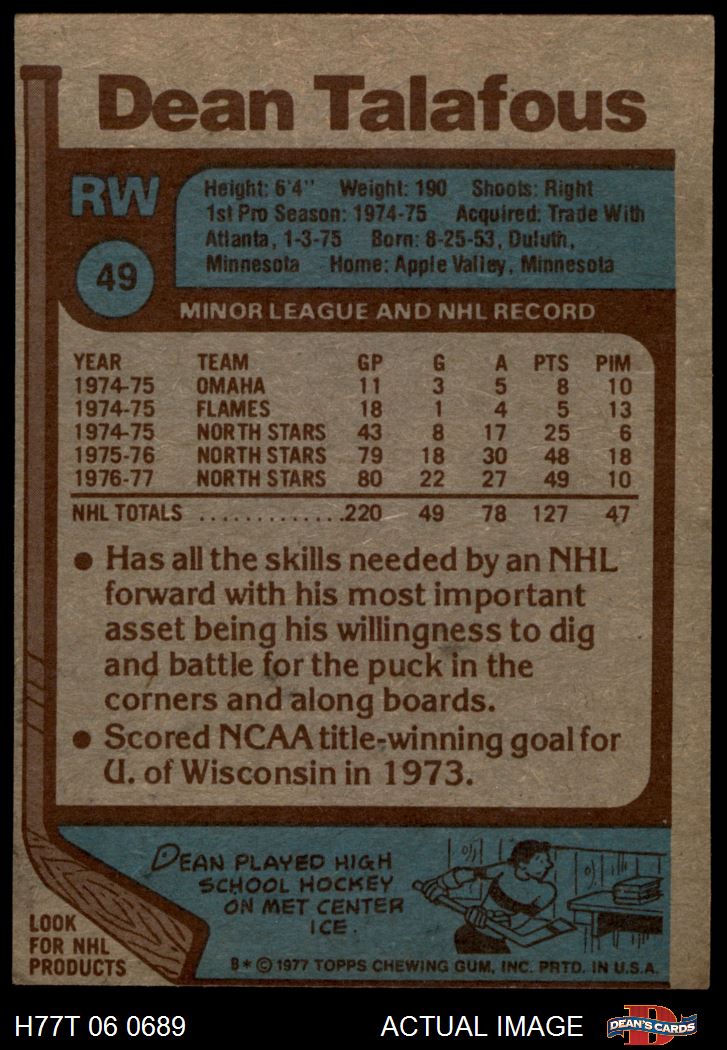 Dean Talafous
RW
49
Height: 6'4" Weight: 190 Shoots: Right
1st Pro Season: 1974-75 Acquired: Trade With
Atlanta, 1-3-75 Born: 8-25-53, Duluth,
Minnesota Home: Apple Valley, Minnesota
MINOR LEAGUE AND NHL RECORD
YEAR TEAM GP G A PTS PIM
1974-75 OMAHA 11 3 5 8 10
1974-75 FLAMES 18 1 4 5 13
1974-75 NORTH STARS 43 8 17 25 6
1975-76 NORTH STARS 79 18 30 48 18
1976-77 NORTH STARS 80 22 27 49 10
NHL TOTALS ..............220 49 78 127 47
● Has all the skills needed by an NHL
forward with his most important
asset being his willingness to dig
and battle for the puck in the
corners and along boards.
● Scored NCAA title-winning goal for
U. of Wisconsin in 1973.
DEAN PLAYED HIGH
SCHOOL HOCKEY
ON MET CENTER
ICE.
LOOK
FOR NHL
PRODUCTS
B* © 1977 TOPPS CHEWING GUM, INC. PRTD. IN U.S.A.
H77T 06 0689 ACTUAL IMAGE D DEAN'S CARDS